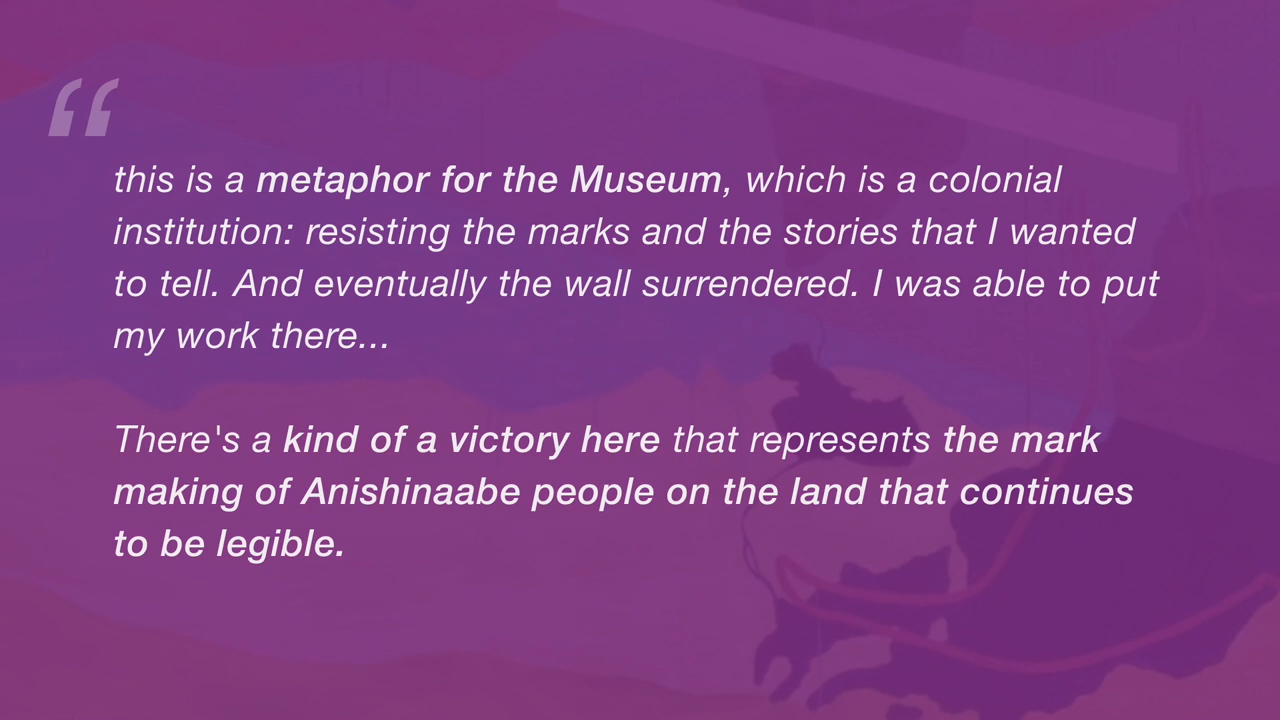 “
this is a metaphor for the Museum, which is a colonial
institution: resisting the marks and the stories that I wanted
to tell. And eventually the wall surrendered. I was able to put
my work there...
There's a kind of a victory here that represents the mark
making of Anishinaabe people on the land that continues
to be legible.